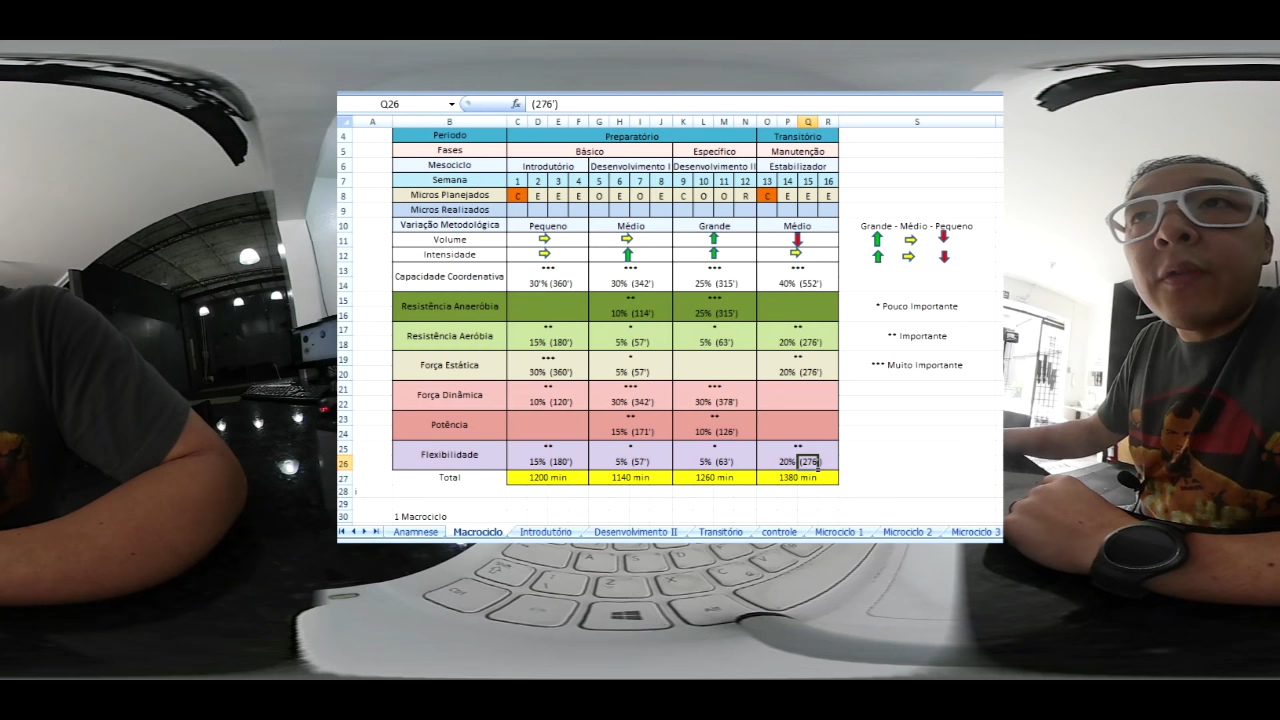 Q26 fx (276')
A B C D E F G H I J K L M N O P Q R S
4 Periodo Preparatório Transitório
5 Fases Básico Específico Manutenção
6 Mesociclo Introdutório Desenvolvimento I Desenvolvimento II Estabilizador
7 Semana 1 2 3 4 5 6 7 8 9 10 11 12 13 14 15 16
8 Micros Planejados C E E E O E O E C O O R C E E E
9 Micros Realizados
10 Variação Metodológica Pequeno Médio Grande Médio Grande - Médio - Pequeno
11 Volume
12 Intensidade
13 *** *** *** ***
Capacidade Coordenativa
14 30'% (360') 30% (342') 25% (315') 40% (552')
15 ** ***
Resistência Anaeróbia * Pouco Importante
16 10% (114') 25% (315')
17 ** * * **
Resistência Aeróbia ** Importante
18 15% (180') 5% (57') 5% (63') 20% (276')
19 *** * **
Força Estática *** Muito Importante
20 30% (360') 5% (57') 20% (276')
21 ** *** ***
Força Dinâmica
22 10% (120') 30% (342') 30% (378')
23 ** **
Potência
24 15% (171') 10% (126')
25 ** * * **
Flexibilidade
26 15% (180') 5% (57') 5% (63') 20% (276')
27 Total 1200 min 1140 min 1260 min 1380 min
28 i
29
30 1 Macrociclo
Anamnese Macrociclo Introdutório Desenvolvimento II Transitório controle Microciclo 1 Microciclo 2 Microciclo 3
A S
Z X
Ctrl Alt